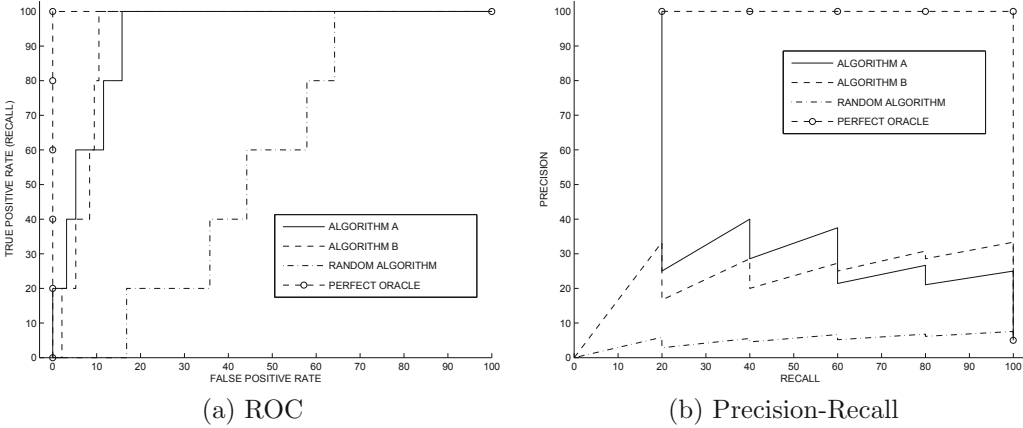 100
90
80
70
60
50
40
30
20
10
0
TRUE POSITIVE RATE (RECALL)
ALGORITHM A
ALGORITHM B
RANDOM ALGORITHM
PERFECT ORACLE
0 10 20 30 40 50 60 70 80 90 100
FALSE POSITIVE RATE
(a) ROC
100
90
80
70
60
50
40
30
20
10
0
PRECISION
ALGORITHM A
ALGORITHM B
RANDOM ALGORITHM
PERFECT ORACLE
0 10 20 30 40 50 60 70 80 90 100
RECALL
(b) Precision-Recall